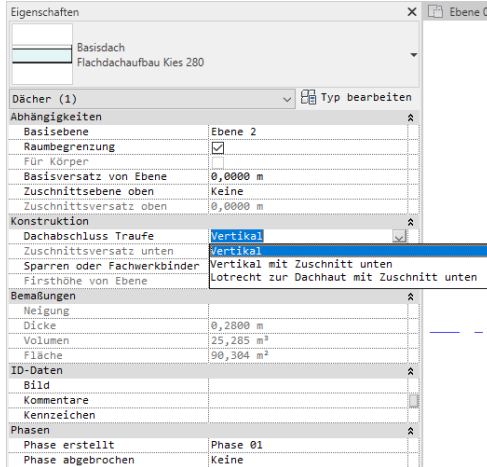 Eigenschaften
Ebene
Basisdach
Flachdachaufbau Kies 280
Dächer (1) Typ bearbeiten
Abhängigkeiten
Basisebene Ebene 2
Raumbegrenzung
Für Körper
Basisversatz von Ebene 0,0000 m
Zuschnittsebene oben Keine
Zuschnittsversatz oben 0,0000 m
Konstruktion
Dachabschluss Traufe Vertikal
Zuschnittsversatz unten Vertikal
Sparren oder Fachwerkbinder Vertikal mit Zuschnitt unten
Firsthöhe von Ebene Lotrecht zur Dachhaut mit Zuschnitt unten
Bemaßungen
Neigung
Dicke 0,2800 m
Volumen 25,285 m³
Fläche 90,304 m²
ID-Daten
Bild
Kommentare
Kennzeichen
Phasen
Phase erstellt Phase 01
Phase abgebrochen Keine